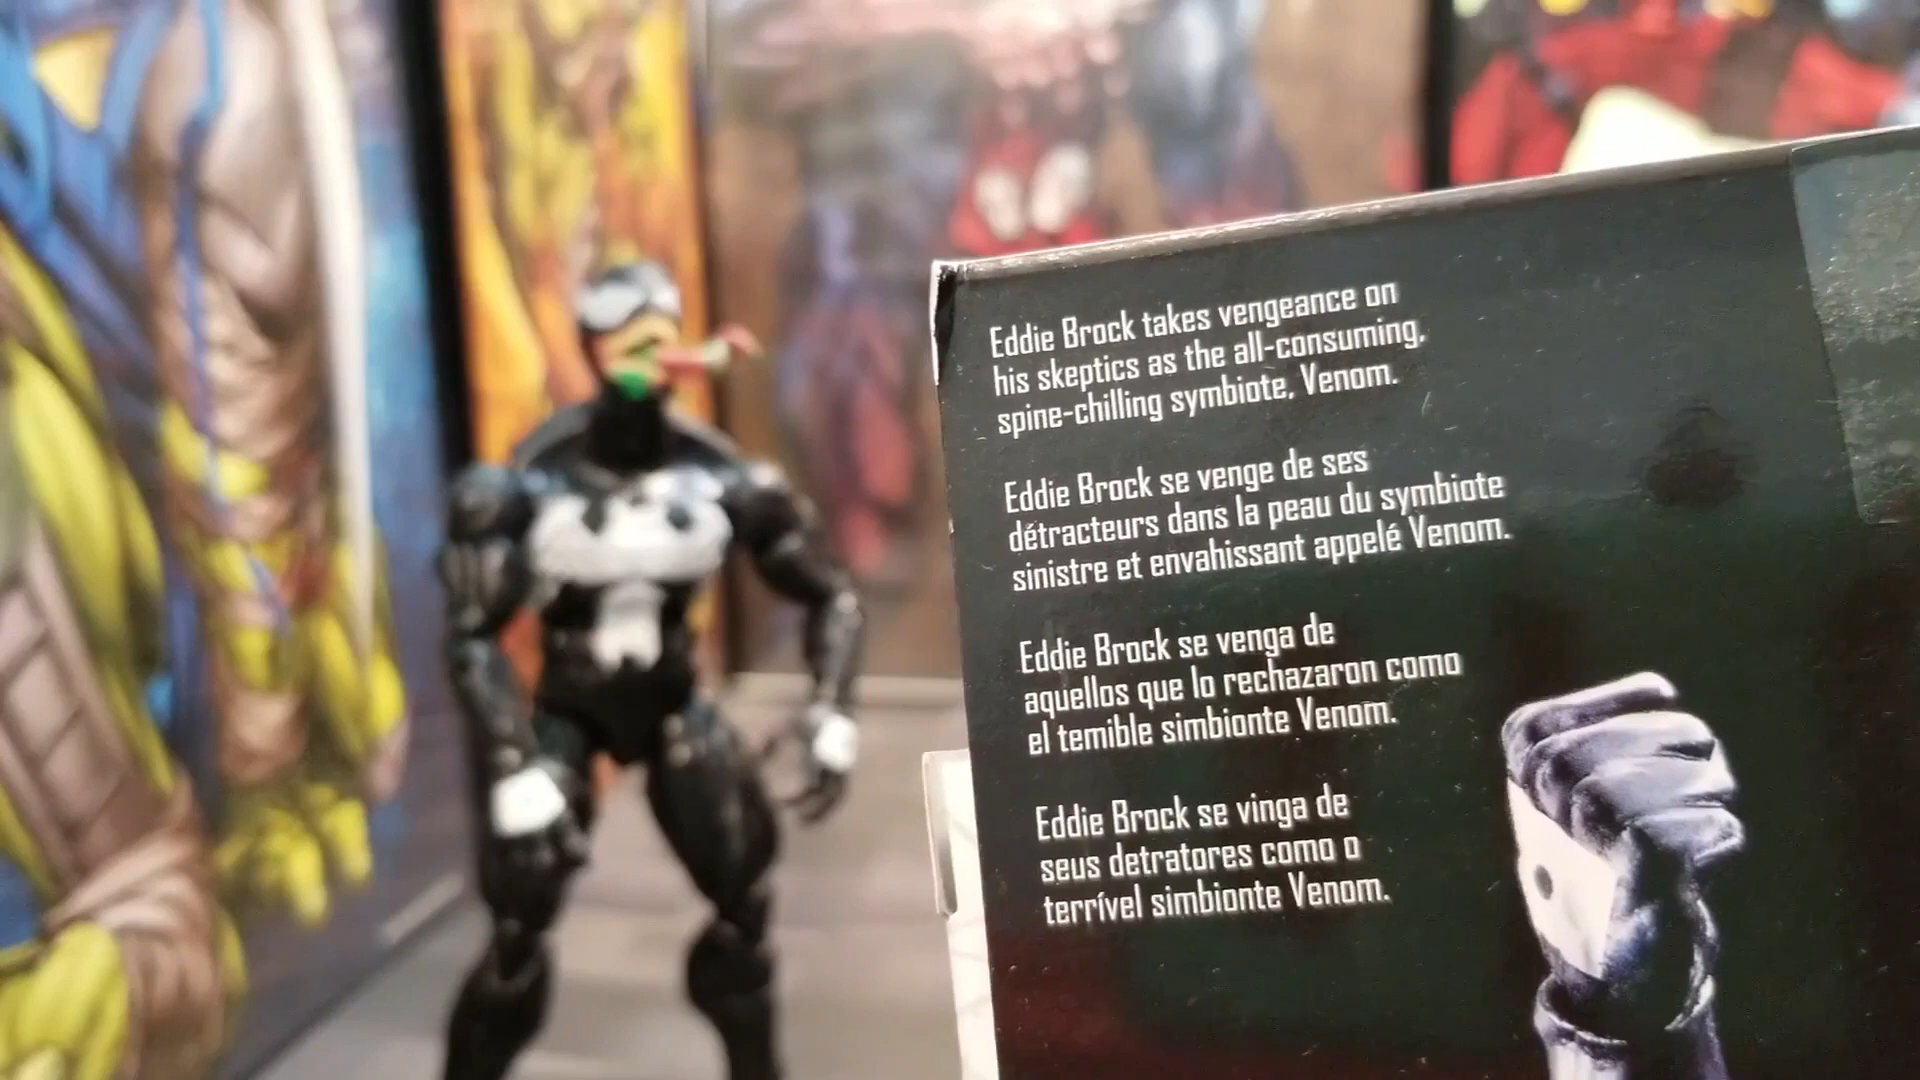 Eddie Brock takes vengeance on
his skeptics as the all-consuming,
spine-chilling symbiote, Venom.
Eddie Brock se venge de ses
détracteurs dans la peau du symbiote
sinistre et envahissant appelé Venom.
Eddie Brock se venga de
aquellos que lo rechazaron como
el temible simbionte Venom.
Eddie Brock se vinga de
seus detratores como o
terrível simbionte Venom.